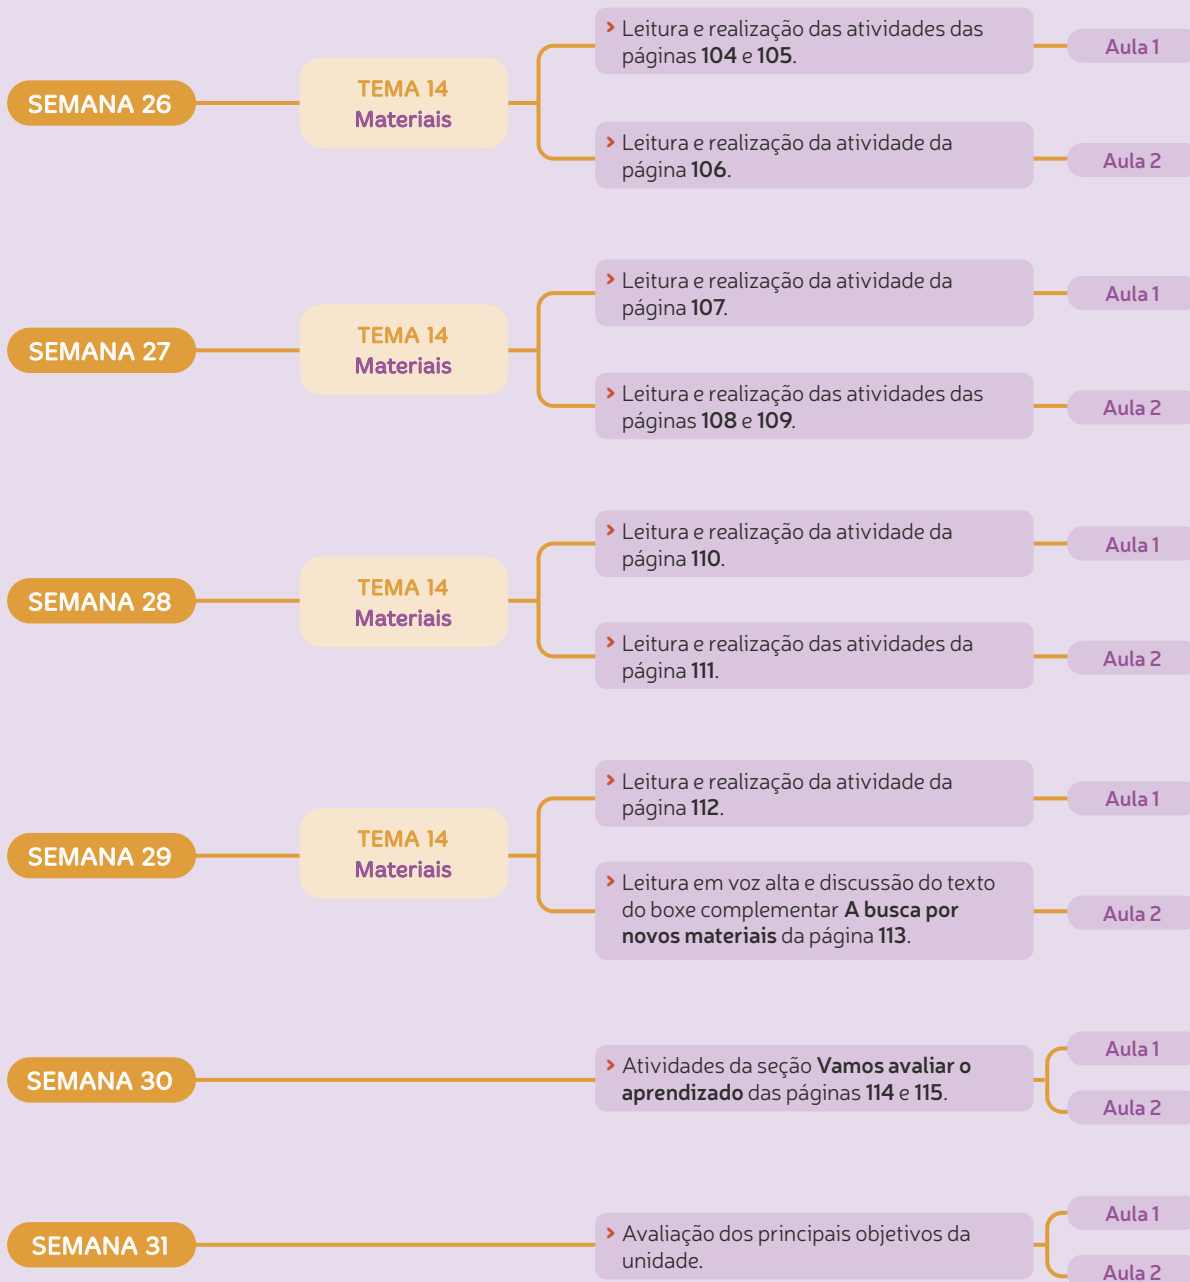 SEMANA 26
TEMA 14
Materiais
› Leitura e realização das atividades das
páginas 104 e 105.
Aula 1
› Leitura e realização da atividade da
página 106.
Aula 2
SEMANA 27
TEMA 14
Materiais
› Leitura e realização da atividade da
página 107.
Aula 1
› Leitura e realização das atividades das
páginas 108 e 109.
Aula 2
SEMANA 28
TEMA 14
Materiais
› Leitura e realização da atividade da
página 110.
Aula 1
› Leitura e realização das atividades da
página 111.
Aula 2
SEMANA 29
TEMA 14
Materiais
› Leitura e realização da atividade da
página 112.
Aula 1
› Leitura em voz alta e discussão do texto
do boxe complementar A busca por
novos materiais da página 113.
Aula 2
SEMANA 30
› Atividades da seção Vamos avaliar o
aprendizado das páginas 114 e 115.
Aula 1
Aula 2
SEMANA 31
› Avaliação dos principais objetivos da
unidade.
Aula 1
Aula 2